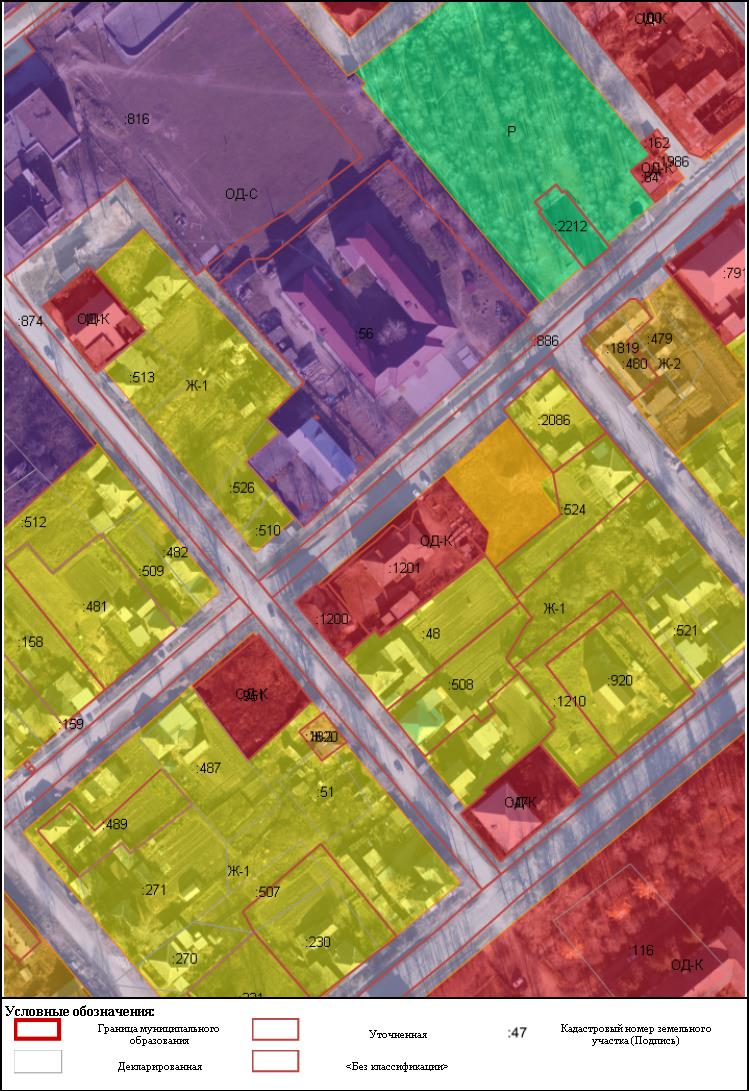 ОД-К
:816
Р
:162
1986
ОД-К
64
ОД-С
:2212
:791
:874
ОД-К
:56
:886
:479
:1819
:480
Ж-2
:513
Ж-1
:2086
:526
:524
:512
:510
ОД-К
:482
:1201
:509
:481
Ж-1
:1200
:48
:521
:158
:508
:920
ОД-К
:1210
:159
:487
:51
ОД-К
:489
Ж-1
:271
:507
:230
:116
:270
ОД-К
Условные обозначения:
Граница муниципального
образования
Уточненная
:47
Кадастровый номер земельного
участка (Подпись)
Декларированная
<Без классификации>